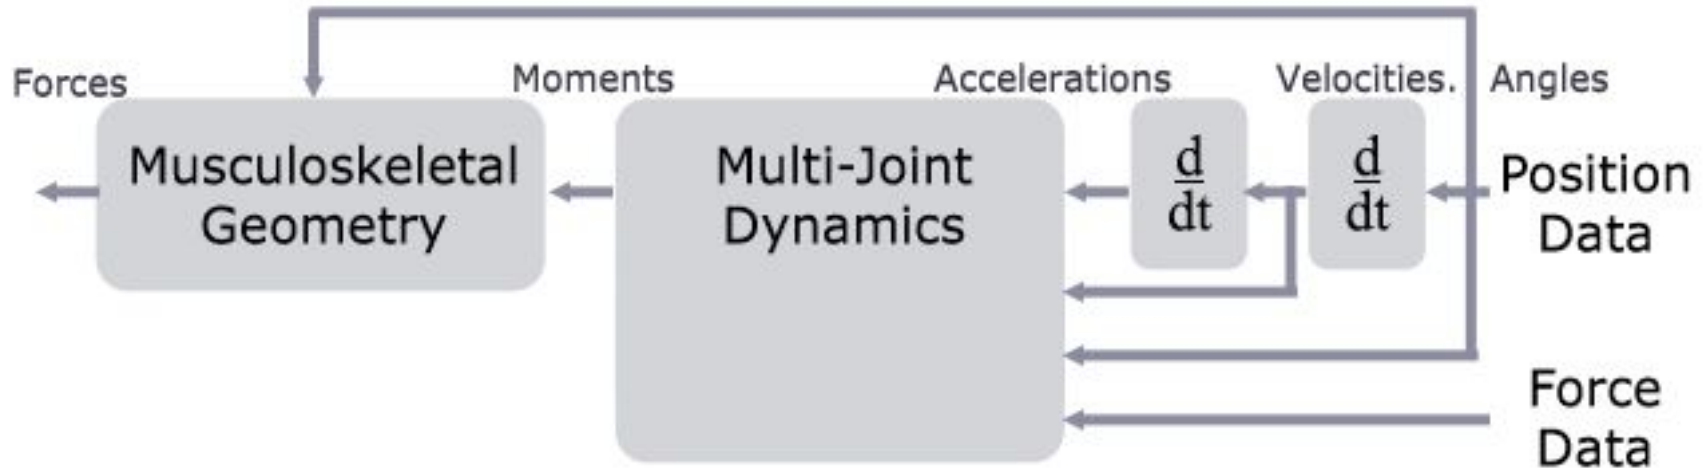 Forces
Moments
Accelerations
Velocities.
Angles
Musculoskeletal
Geometry
Multi-Joint
Dynamics
d
dt
d
dt
Position
Data
Force
Data